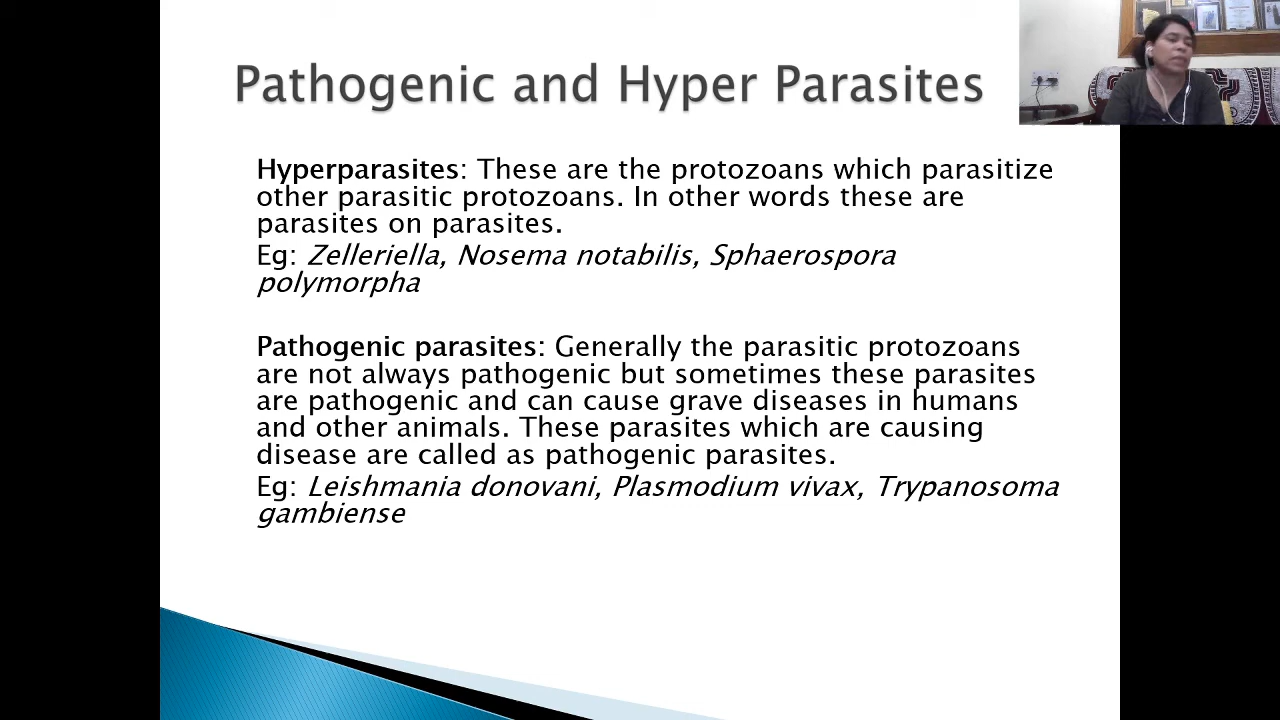 Pathogenic and Hyper Parasites
Hyperparasites: These are the protozoans which parasitize
other parasitic protozoans. In other words these are
parasites on parasites.
Eg: Zelleriella, Nosema notabilis, Sphaerospora
polymorpha
Pathogenic parasites: Generally the parasitic protozoans
are not always pathogenic but sometimes these parasites
are pathogenic and can cause grave diseases in humans
and other animals. These parasites which are causing
disease are called as pathogenic parasites.
Eg: Leishmania donovani, Plasmodium vivax, Trypanosoma
gambiense